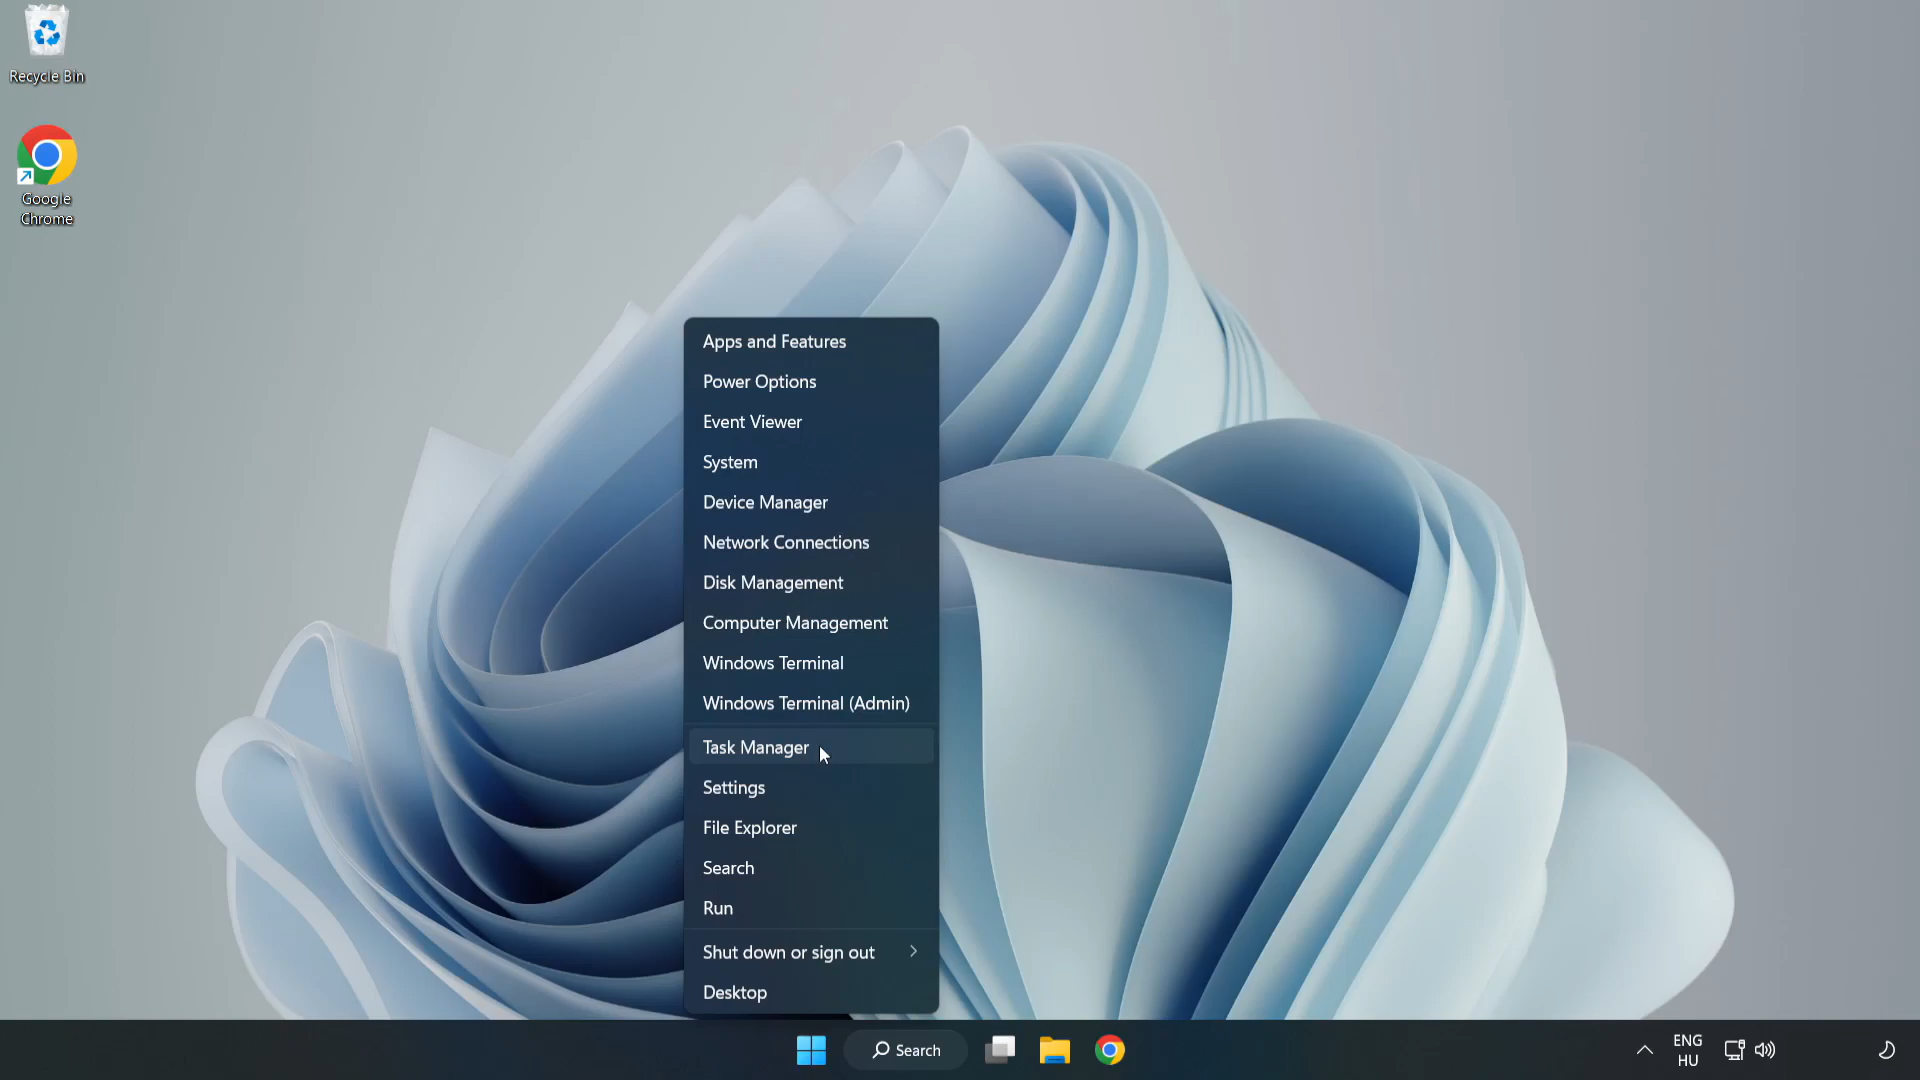 Recycle Bin
Google
Chrome
Apps and Features
Power Options
Event Viewer
System
Device Manager
Network Connections
Disk Management
Computer Management
Windows Terminal
Windows Terminal (Admin)
Task Manager
Settings
File Explorer
Search
Run
Shut down or sign out
Desktop
Search
ENG
HU